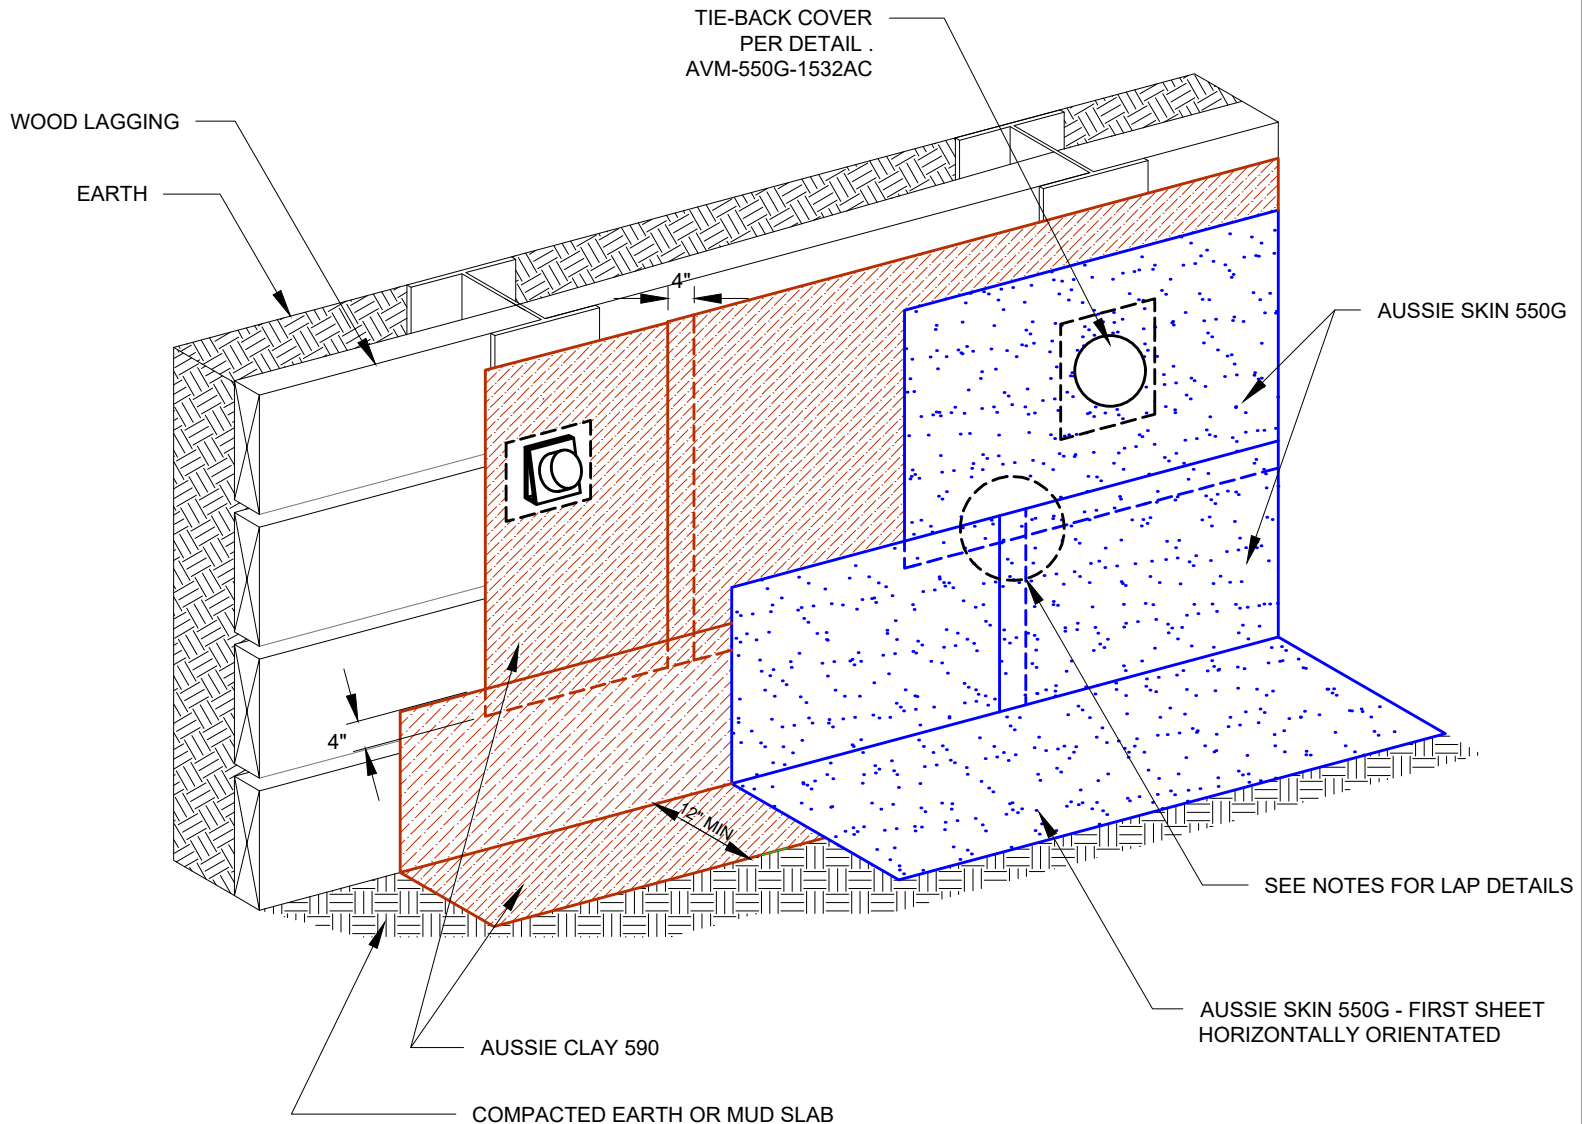 TIE-BACK COVER
PER DETAIL .
AVM-550G-1532AC
WOOD LAGGING
EARTH
4"
AUSSIE SKIN 550G
4"
12" MIN
SEE NOTES FOR LAP DETAILS
AUSSIE SKIN 550G - FIRST SHEET
HORIZONTALLY ORIENTATED
AUSSIE CLAY 590
COMPACTED EARTH OR MUD SLAB